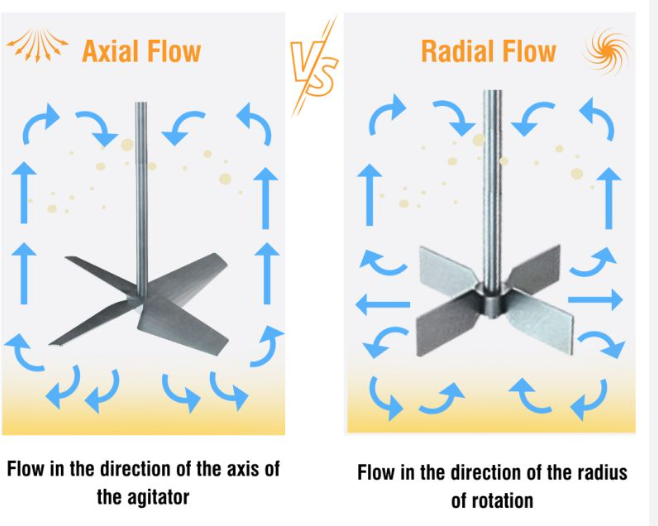 Axial Flow
VS
Radial Flow
Flow in the direction of the axis of
the agitator
Flow in the direction of the radius
of rotation